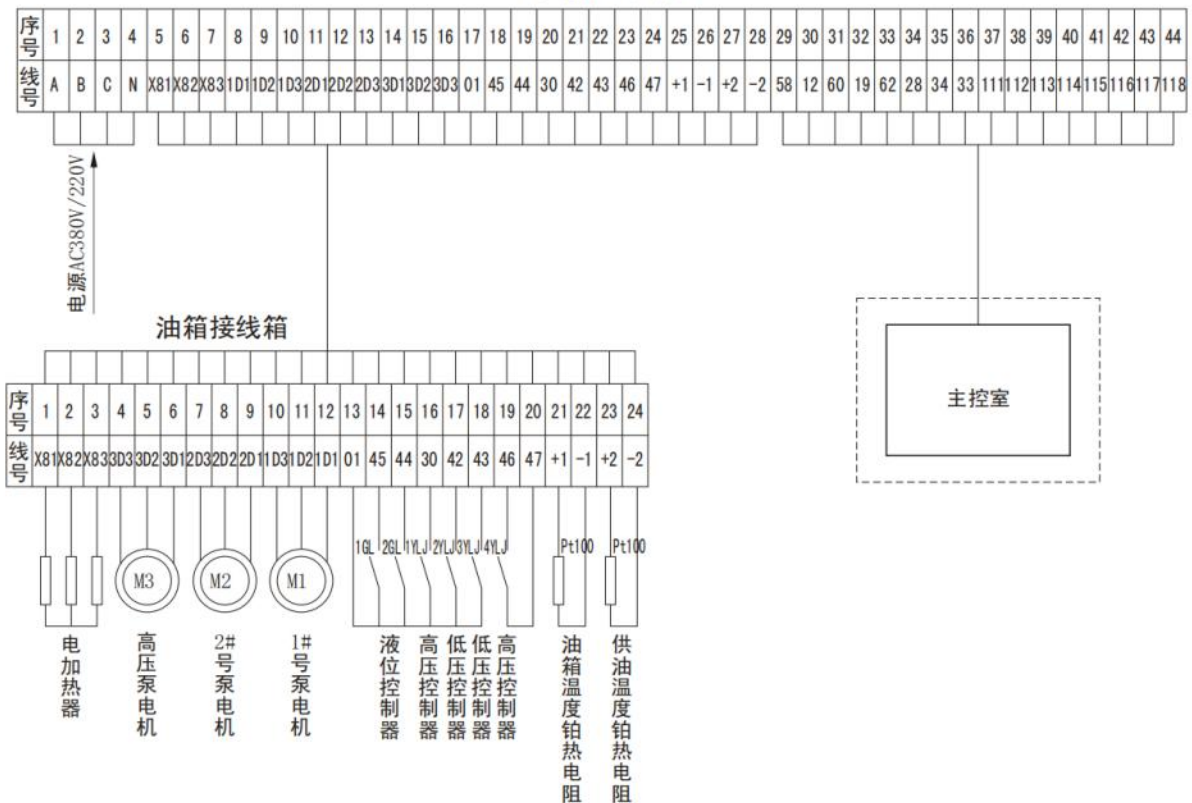 序号 1 2 3 4 5 6 7 8 9 10 11 12 13 14 15 16 17 18 19 20 21 22 23 24 25 26 27 28 29 30 31 32 33 34 35 36 37 38 39 40 41 42 43 44
线号 A B C N X81 X82 X83 1D1 1D2 1D3 2D1 2D2 2D3 3D1 3D2 3D3 01 45 44 30 42 43 46 47 +1 -1 +2 -2 58 12 60 19 62 28 34 33 111 112 113 114 115 116 117 118
电源AC380V/220V
油箱接线箱
主控室
序号 1 2 3 4 5 6 7 8 9 10 11 12 13 14 15 16 17 18 19 20 21 22 23 24
线号 X81 X82 X83 3D3 3D2 3D1 2D3 2D2 2D1 1D3 1D2 1D1 01 45 44 30 42 43 46 47 +1 -1 +2 -2
1GL 2GL 1YLJ 2YLJ 3YLJ 4YLJ Pt100 Pt100
M3 M2 M1
电加热器
高压泵电机
2#号泵电机
1#号泵电机
液位控制器
高压控制器
低压控制器
低压控制器
高压控制器
油箱温度铂热电阻
供油温度铂热电阻